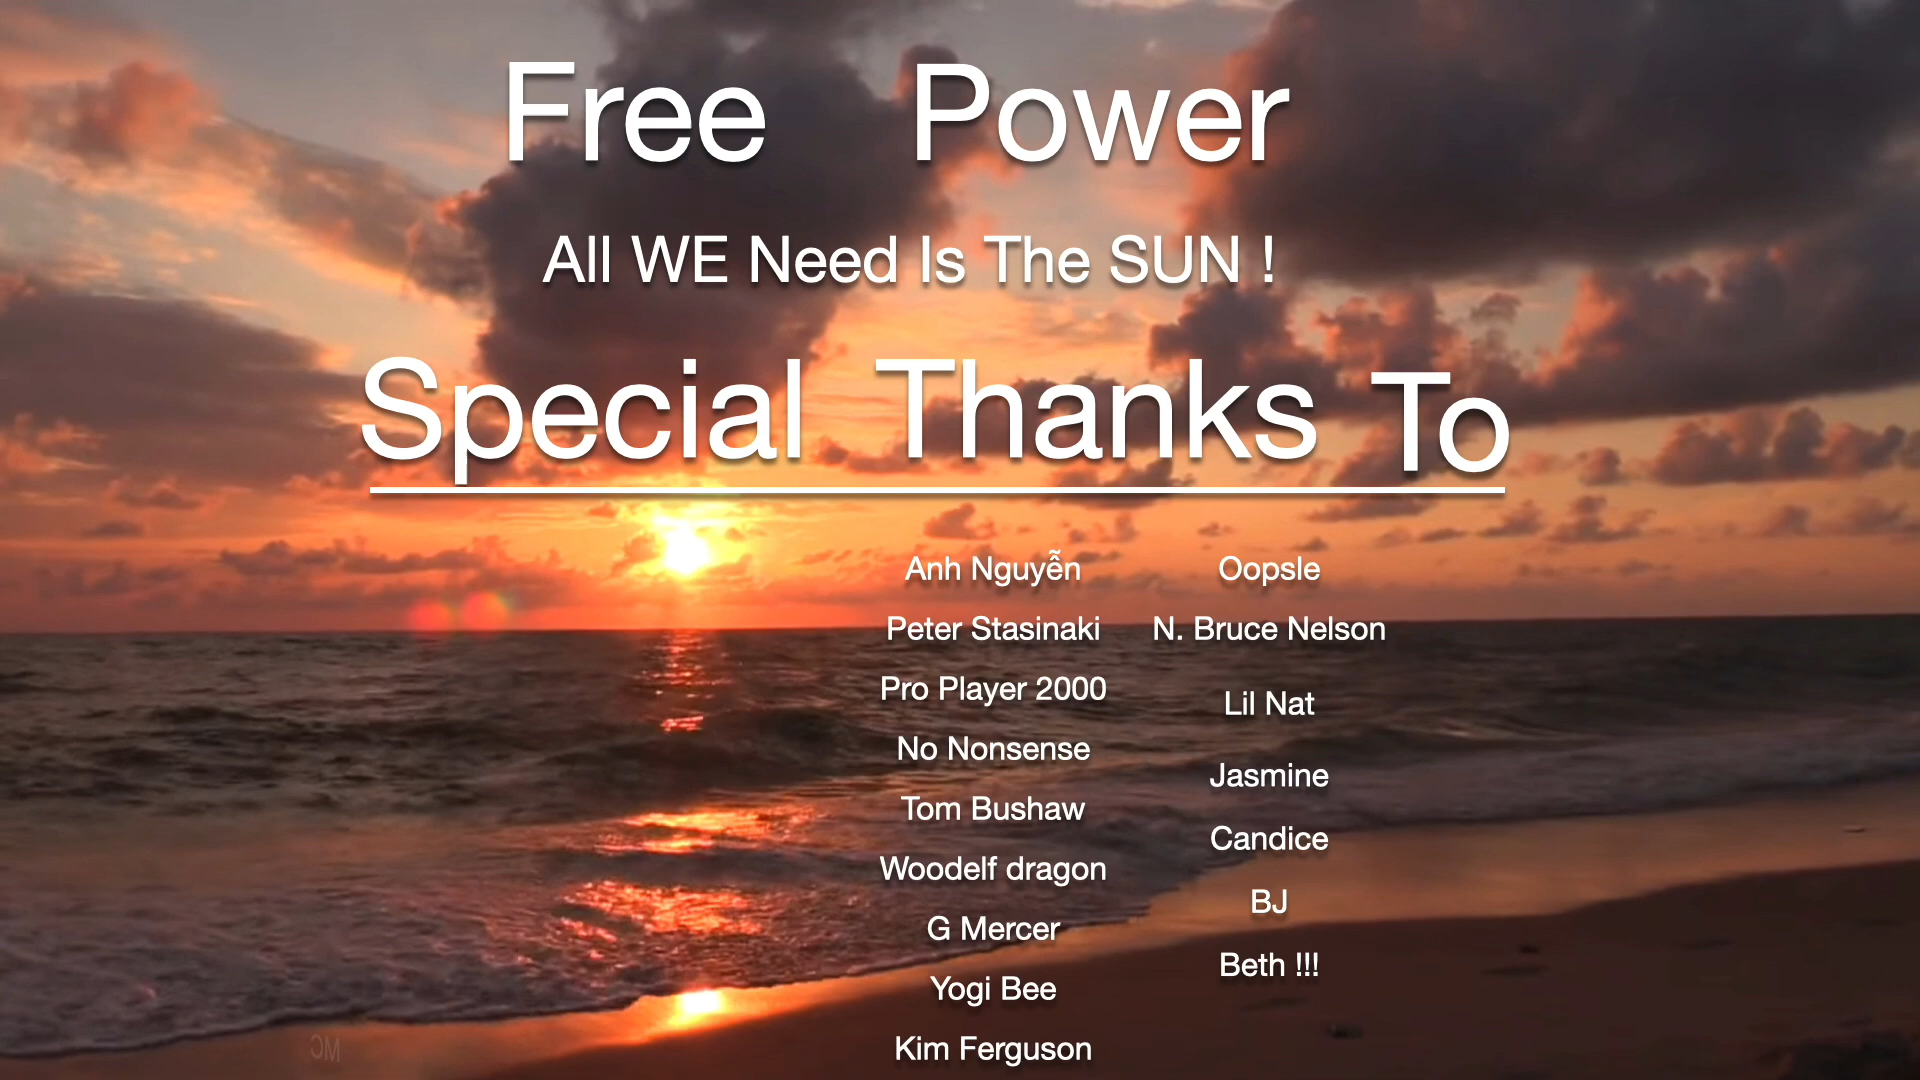 Free Power
All WE Need Is The SUN !
Special Thanks To
Anh Nguyễn
Peter Stasinaki
Pro Player 2000
No Nonsense
Tom Bushaw
Woodelf dragon
G Mercer
Yogi Bee
Kim Ferguson
Oopsle
N. Bruce Nelson
Lil Nat
Jasmine
Candice
BJ
Beth !!!